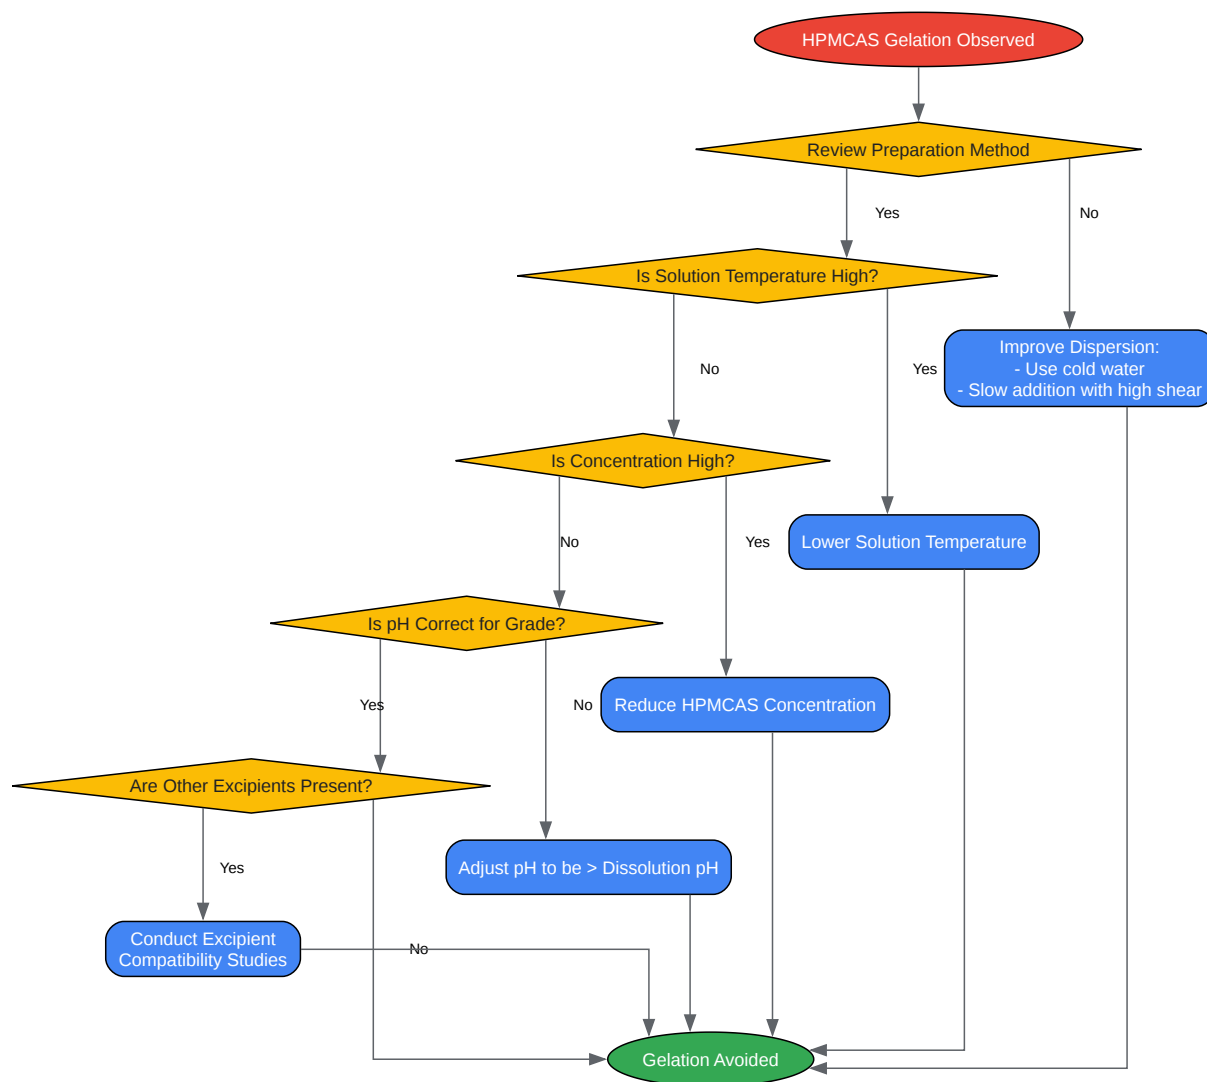 HPMCAS Gelation Observed
Review Preparation Method
Yes
No
Is Solution Temperature High?
Improve Dispersion:
- Use cold water
- Slow addition with high shear
No
Yes
Is Concentration High?
No
Yes
Lower Solution Temperature
Is pH Correct for Grade?
Yes
No
Reduce HPMCAS Concentration
Are Other Excipients Present?
Yes
Adjust pH to be > Dissolution pH
Conduct Excipient
Compatibility Studies
No
Gelation Avoided